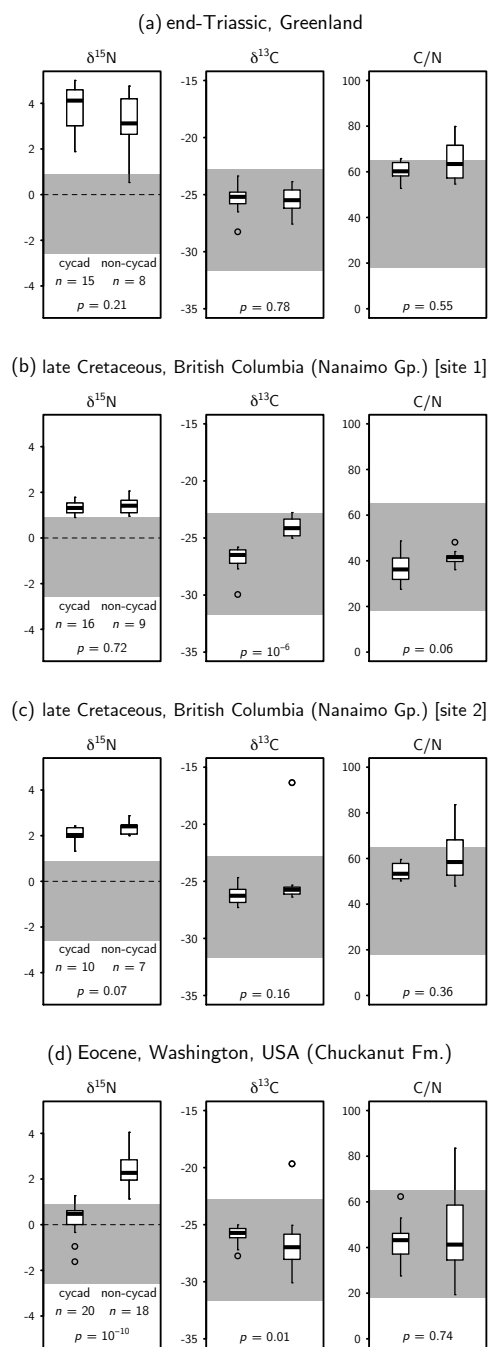 (a) end-Triassic, Greenland
δ¹⁵N δ¹³C C/N
4
2
0
-2
-4
-15
-20
-25
-30
-35
100
80
60
40
20
0
cycad non-cycad
n = 15 n = 8
p = 0.21
p = 0.78
p = 0.55
(b) late Cretaceous, British Columbia (Nanaimo Gp.) [site 1]
δ¹⁵N δ¹³C C/N
4
2
0
-2
-4
-15
-20
-25
-30
-35
100
80
60
40
20
0
cycad non-cycad
n = 16 n = 9
p = 0.72
p = 10⁻⁶
p = 0.06
(c) late Cretaceous, British Columbia (Nanaimo Gp.) [site 2]
δ¹⁵N δ¹³C C/N
4
2
0
-2
-4
-15
-20
-25
-30
-35
100
80
60
40
20
0
cycad non-cycad
n = 10 n = 7
p = 0.07
p = 0.16
p = 0.36
(d) Eocene, Washington, USA (Chuckanut Fm.)
δ¹⁵N δ¹³C C/N
4
2
0
-2
-4
-15
-20
-25
-30
-35
100
80
60
40
20
0
cycad non-cycad
n = 20 n = 18
p = 10⁻¹⁰
p = 0.01
p = 0.74